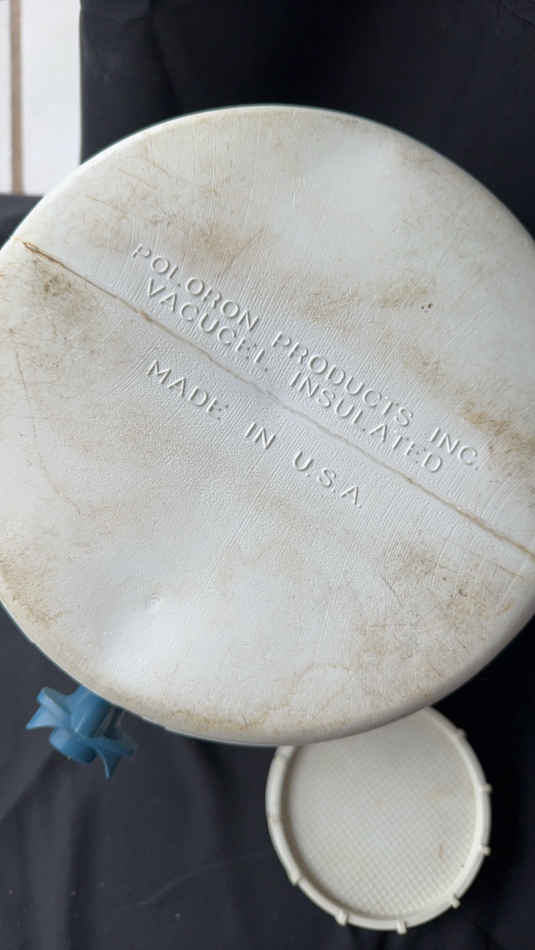 POLORON PRODUCTS INC.
VACUCEL INSULATED
MADE IN U.S.A.